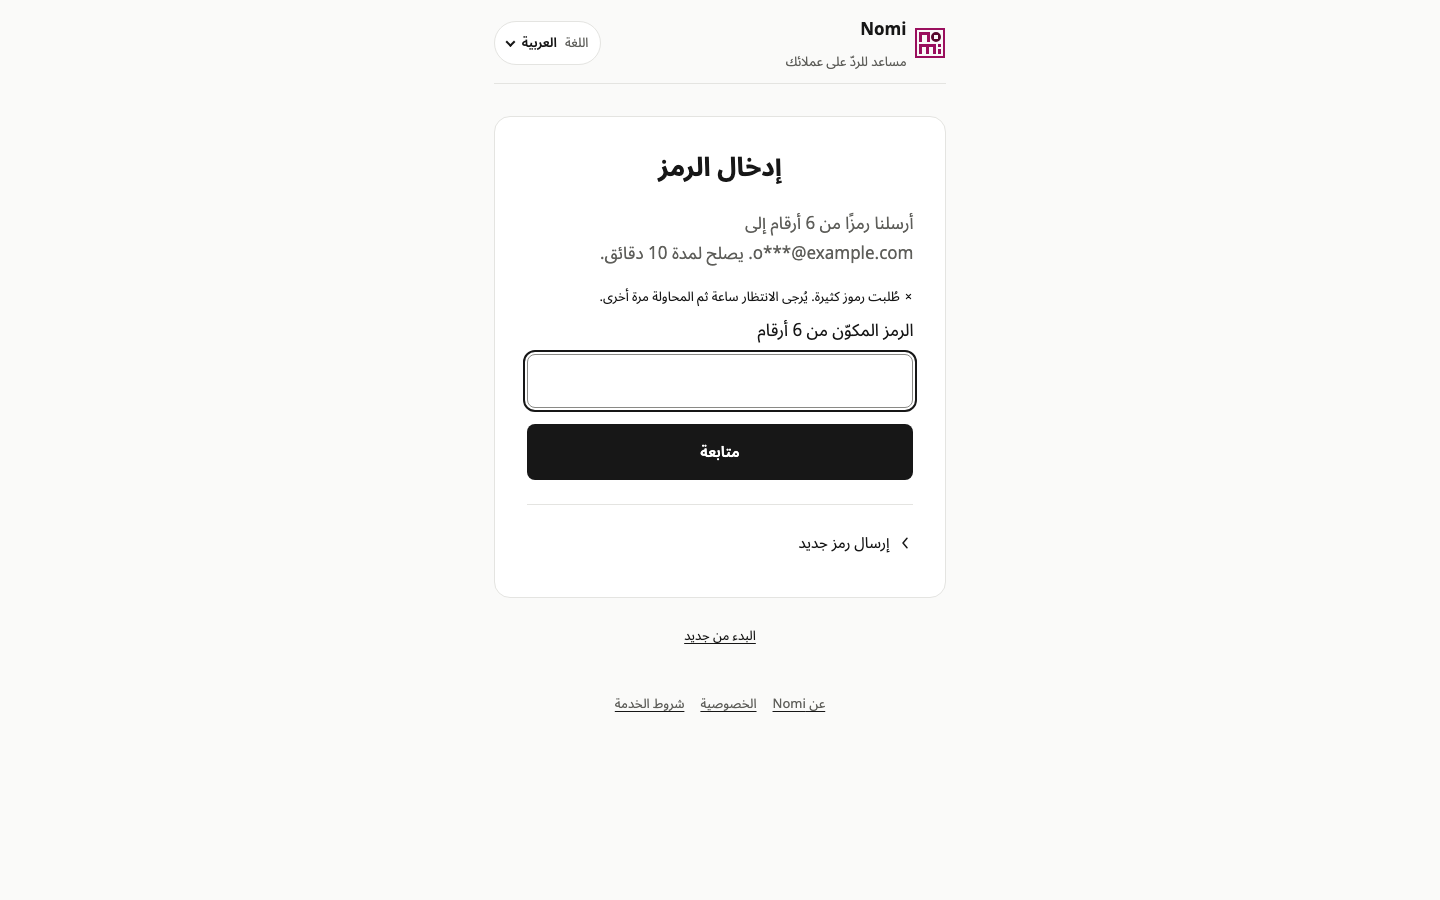 Nomi
مساعد للردّ على عملائك
اللغة العربية
إدخال الرمز
أرسلنا رمزًا من 6 أرقام إلى
o***@example.com. يصلح لمدة 10 دقائق.
× طُلبت رموز كثيرة. يُرجى الانتظار ساعة ثم المحاولة مرة أخرى.
الرمز المكوّن من 6 أرقام
متابعة
إرسال رمز جديد
البدء من جديد
عن Nomi الخصوصية شروط الخدمة